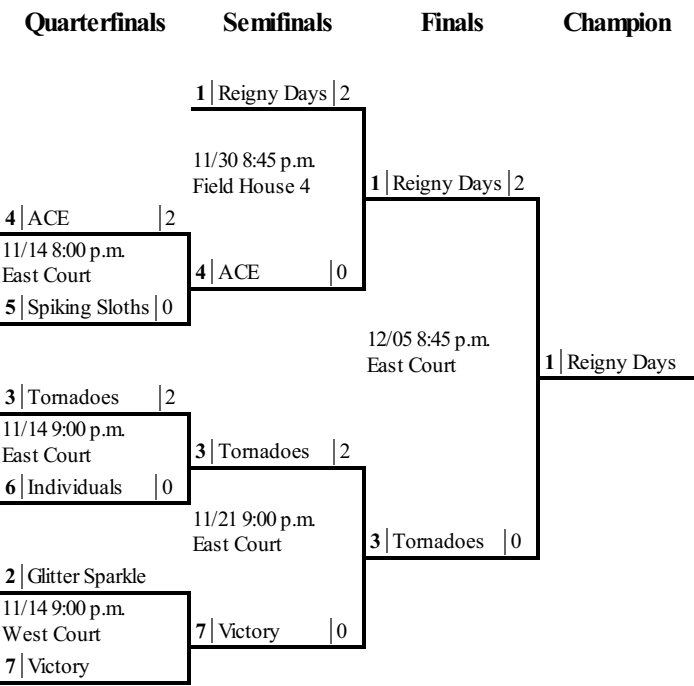 Quarterfinals Semifinals Finals Champion
1 Reigny Days 2
11/30 8:45 p.m.
Field House 4
1 Reigny Days 2
4 ACE 2
11/14 8:00 p.m.
East Court
4 ACE 0
5 Spiking Sloths 0
12/05 8:45 p.m.
East Court
1 Reigny Days
3 Tornadoes 2
11/14 9:00 p.m.
East Court
3 Tornadoes 2
6 Individuals 0
11/21 9:00 p.m.
East Court
3 Tornadoes 0
2 Glitter Sparkle
11/14 9:00 p.m.
West Court
7 Victory 0
7 Victory